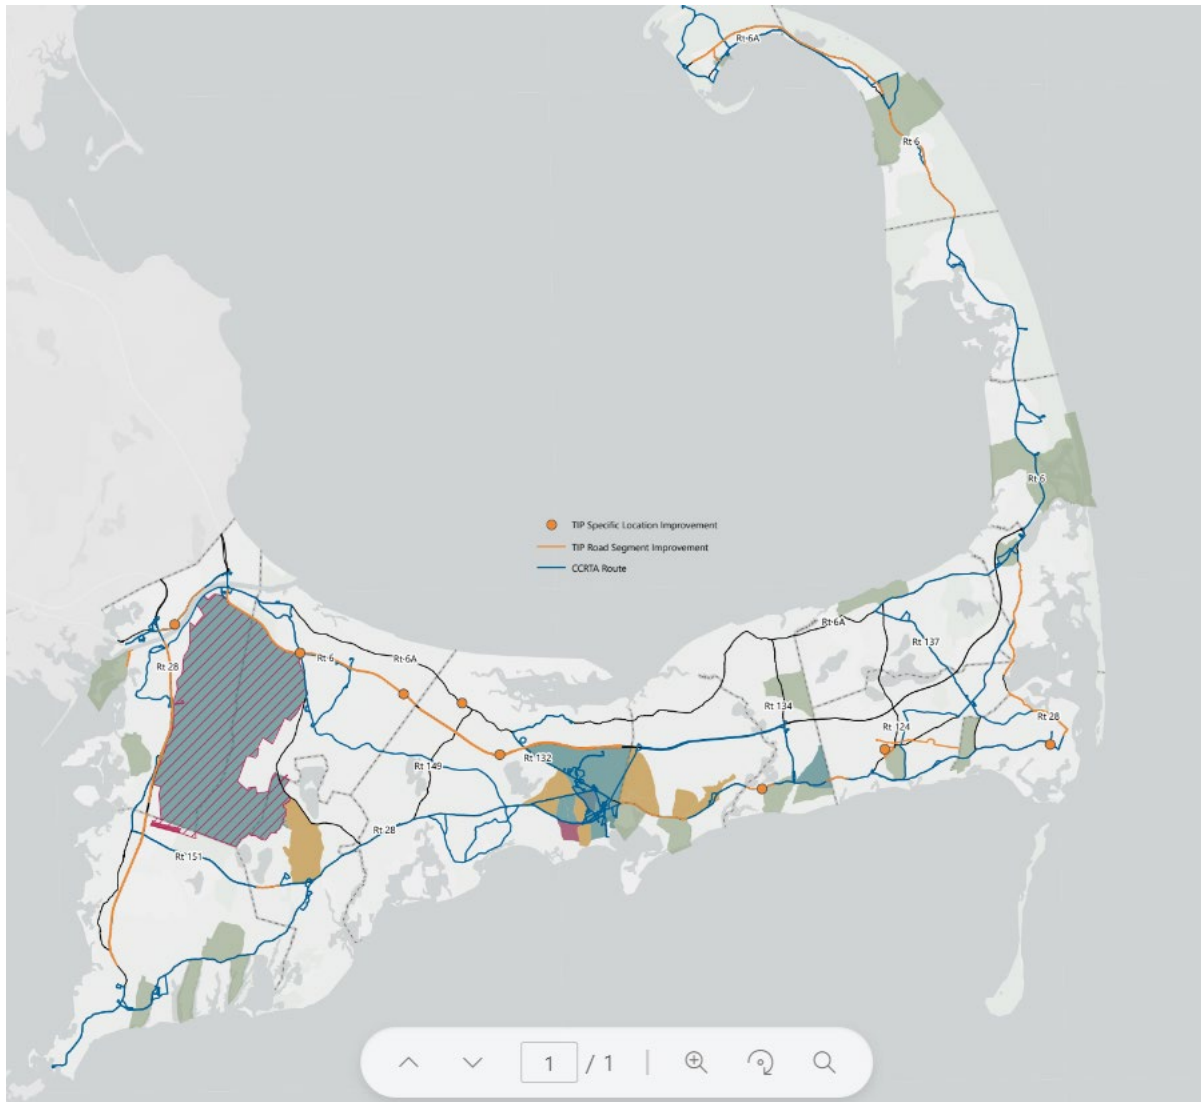 Rt 6A
Rt 6
Rt 6
TIP Specific Location Improvement
TIP Road Segment Improvement
CCRTA Route
Rt 6A
Rt 137
Rt 6
Rt 6A
Rt 28
Rt 134
Rt 124
Rt 28
Rt 132
Rt 149
Rt 28
Rt 151
1 / 1